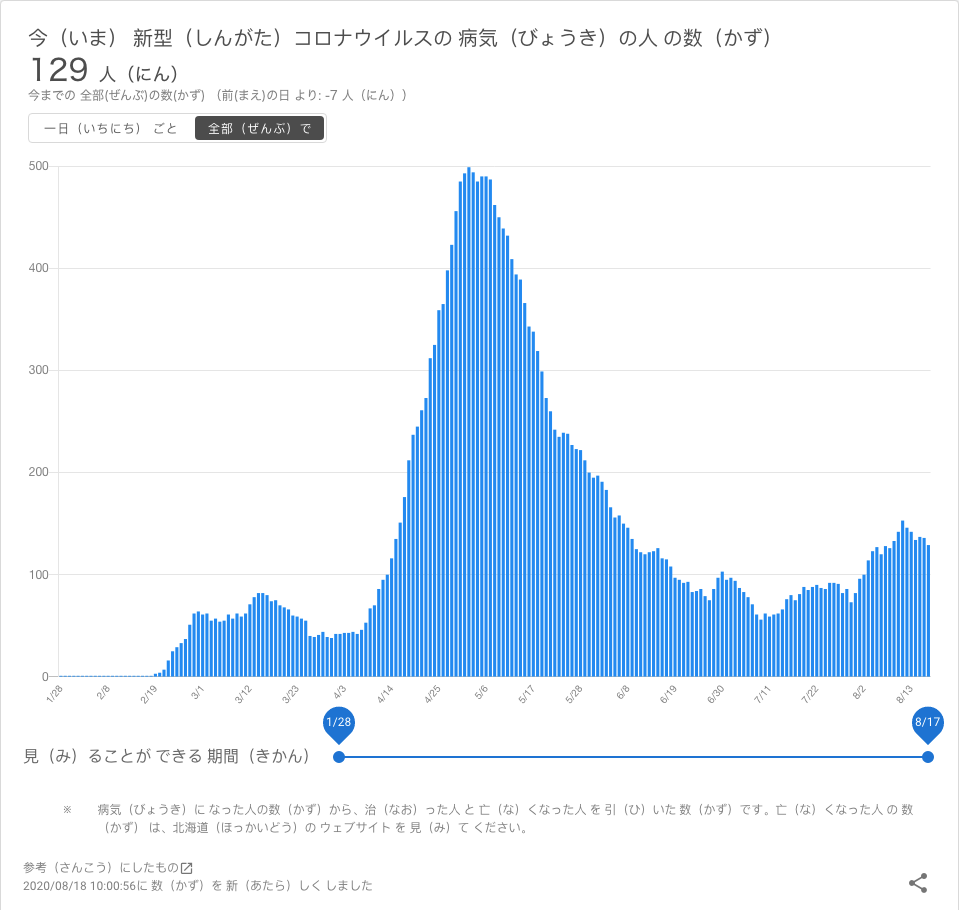 今（いま） 新型（しんがた）コロナウイルスの 病気（びょうき）の人 の数（かず）
129 人（にん）
今までの 全部(ぜんぶ)の数(かず) （前(まえ)の日 より: -7 人（にん））
一日（いちにち） ごと 全部（ぜんぶ）で
500
400
300
200
100
0
1/28 2/8 2/19 3/1 3/12 3/23 4/3 4/14 4/25 5/6 5/17 5/28 6/8 6/19 6/30 7/11 7/22 8/2 8/13
1/28 8/17
見（み）ることが できる 期間（きかん）
※ 病気（びょうき）に なった人の数（かず）から、治（なお）った人 と 亡（な）くなった人 を 引（ひ）いた 数（かず）です。亡（な）くなった人 の 数
（かず） は、北海道（ほっかいどう）の ウェブサイト を 見（み）て ください。
参考（さんこう）にしたもの
2020/08/18 10:00:56に 数（かず）を 新（あたら）しく しました